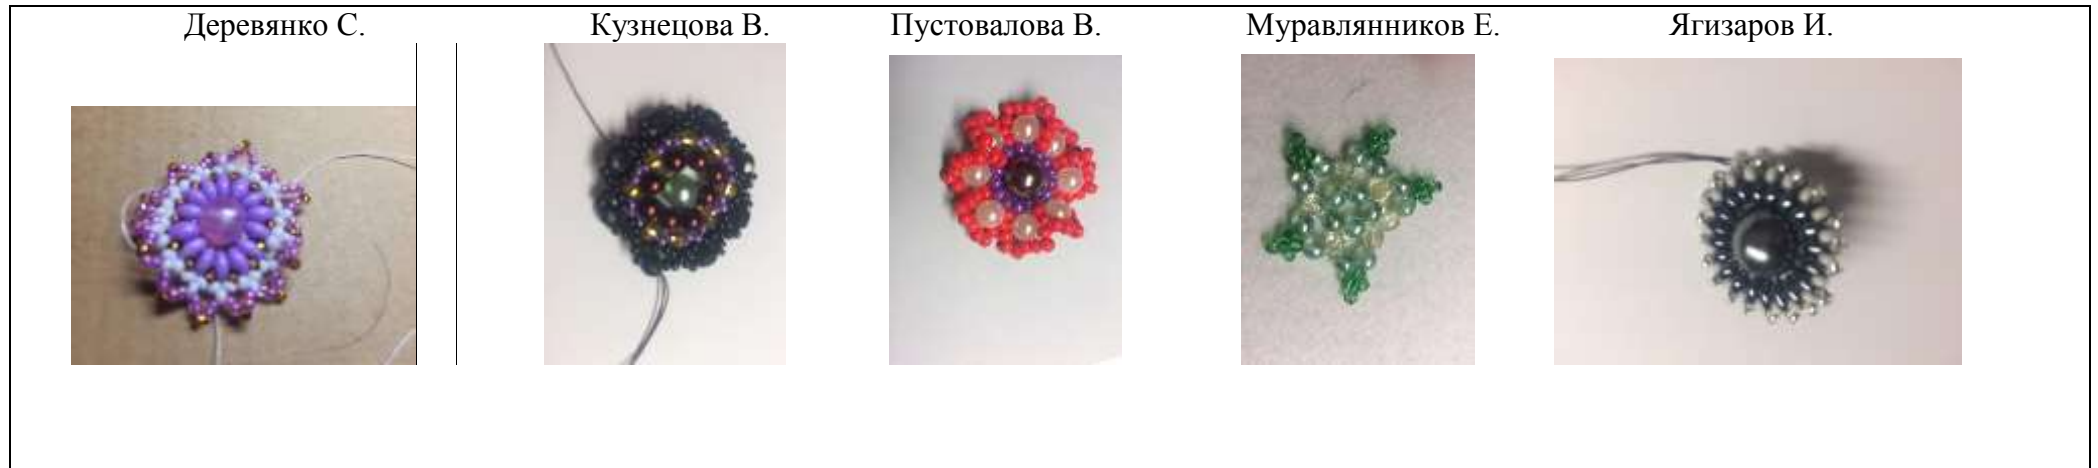 Деревянко С. Кузнецова В. Пустовалова В. Муравлянников Е. Ягизаров И.